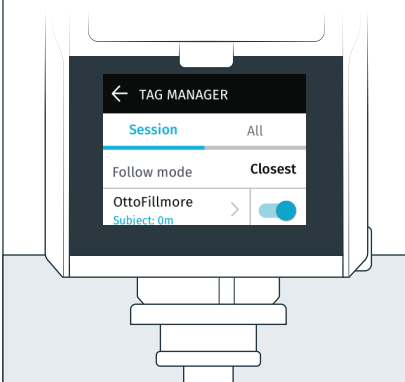 TAG MANAGER
Session All
Follow mode Closest
OttoFillmore
Subject: 0m